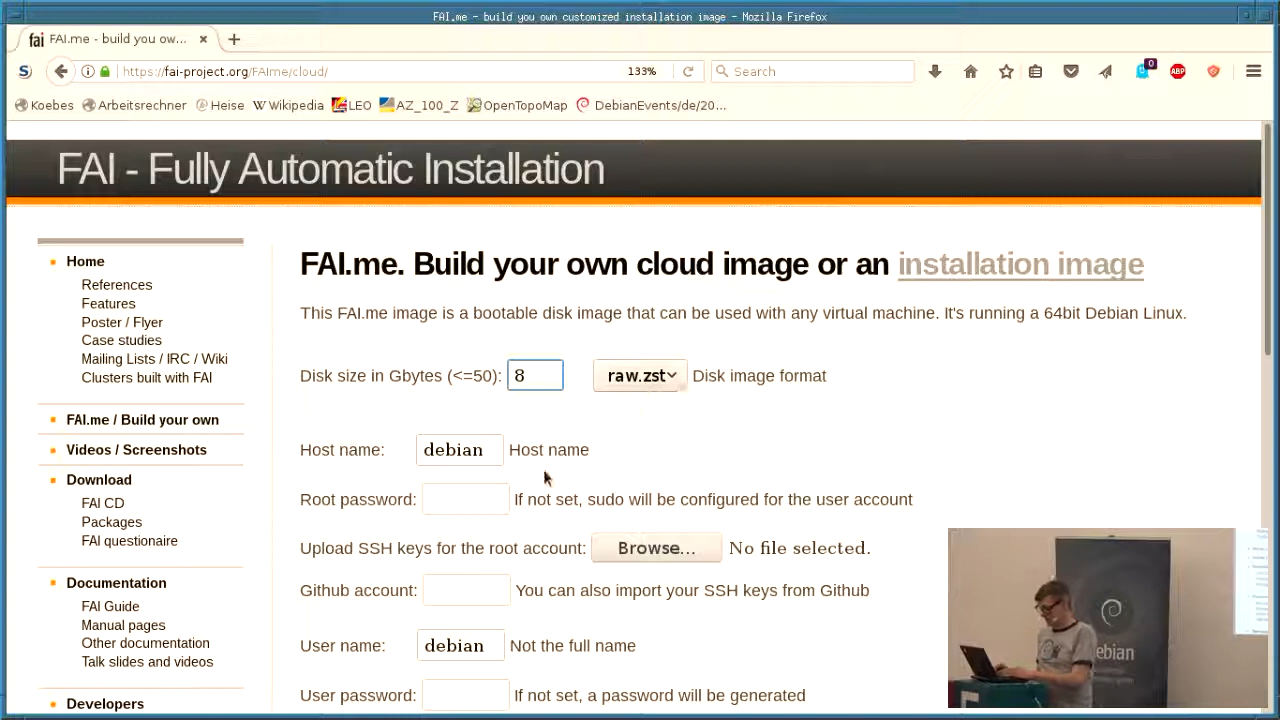 FAI.me - build you own customized installation image - Mozilla Firefox
fai FAI.me - build you ow... × +
S https://fai-project.org/FAIme/cloud/ 133% Search 0 ABP
Koebes Arbeitsrechner Heise W Wikipedia LEO AZ_100_Z OpenTopoMap DebianEvents/de/20...
FAI - Fully Automatic Installation
Home
References
Features
Poster / Flyer
Case studies
Mailing Lists / IRC / Wiki
Clusters built with FAI
FAI.me / Build your own
Videos / Screenshots
Download
FAI CD
Packages
FAI questionaire
Documentation
FAI Guide
Manual pages
Other documentation
Talk slides and videos
Developers
FAI.me. Build your own cloud image or an installation image
This FAI.me image is a bootable disk image that can be used with any virtual machine. It's running a 64bit Debian Linux.
Disk size in Gbytes (<=50): 8 raw.zst Disk image format
Host name: debian Host name
Root password: If not set, sudo will be configured for the user account
Upload SSH keys for the root account: Browse... No file selected.
Github account: You can also import your SSH keys from Github
User name: debian Not the full name
User password: If not set, a password will be generated
debian